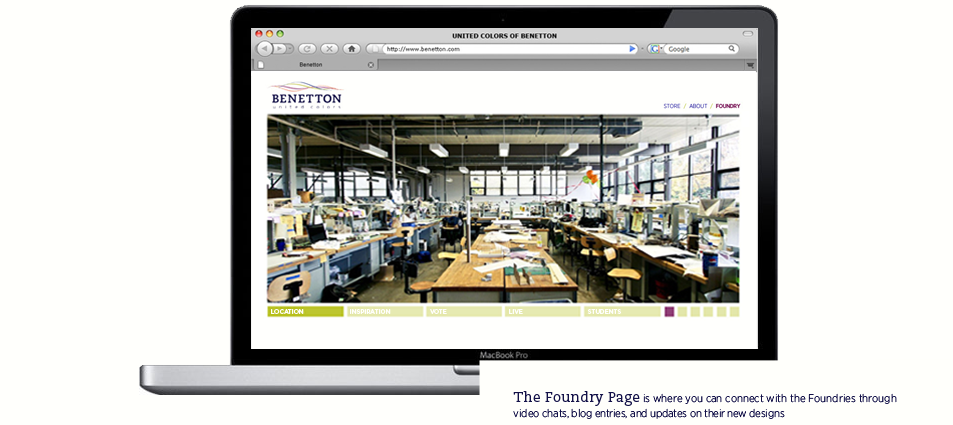 UNITED COLORS OF BENETTON
http://www.benetton.com
Google
Benetton
BENETTON
united colors
STORE / ABOUT / FOUNDRY
LOCATION
INSPIRATION
VOTE
LIVE
STUDENTS
MacBook Pro
The Foundry Page is where you can connect with the Foundries through
video chats, blog entries, and updates on their new designs